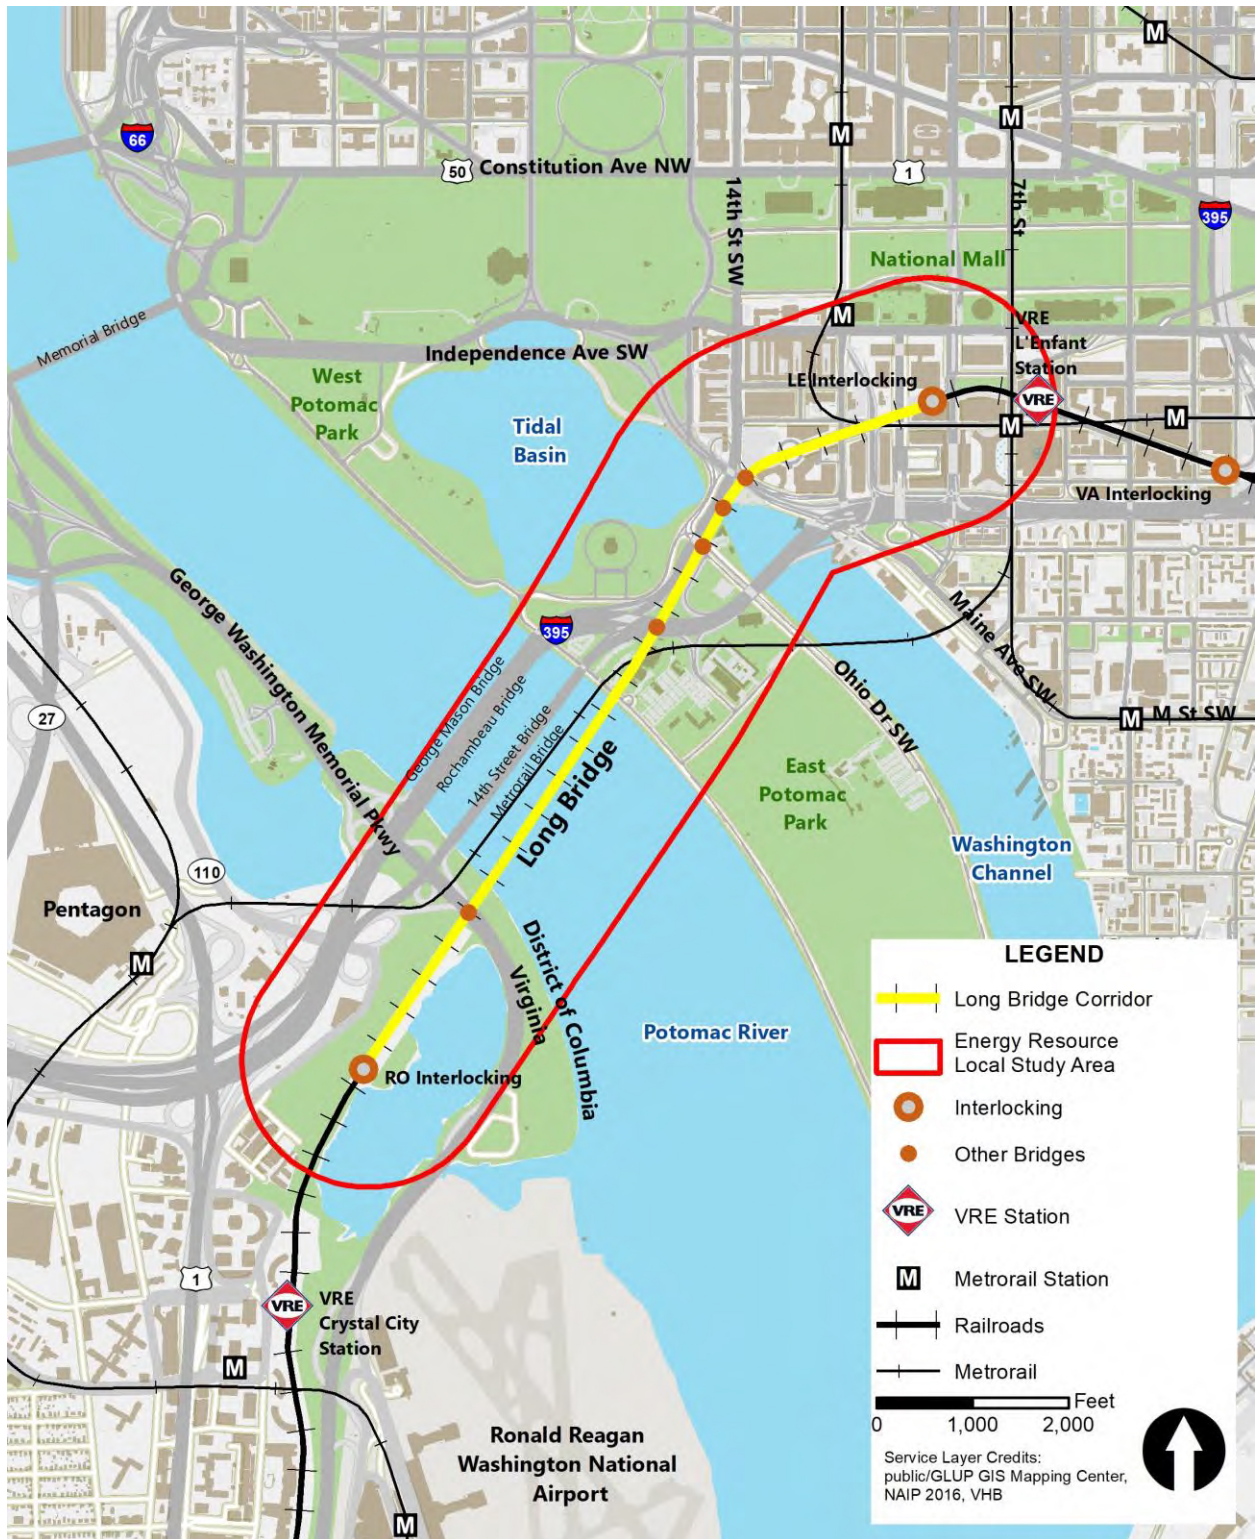 M
66
M
M
50 Constitution Ave NW
1
395
14th St SW
7th St
National Mall
Memorial Bridge
M
VRE
L'Enfant
Station
Independence Ave SW
LE Interlocking
West
Potomac
Park
VRE
Tidal
Basin
M
M
VA Interlocking
George Washington Memorial Pkwy
395
Maine Ave SW
Ohio Dr SW
27
George Mason Bridge
Rochambeau Bridge
14th Street Bridge
Metrorail Bridge
Long Bridge
M
M St SW
East
Potomac
Park
Washington
Channel
110
Pentagon
M
District of Columbia
Virginia
Potomac River
RO Interlocking
1
VRE
VRE
Crystal City
Station
M
Ronald Reagan
Washington National
Airport
M
LEGEND
Long Bridge Corridor
Energy Resource
Local Study Area
Interlocking
Other Bridges
VRE
VRE Station
M
Metrorail Station
Railroads
Metrorail
Feet
0 1,000 2,000
Service Layer Credits:
public/GLUP GIS Mapping Center,
NAIP 2016, VHB